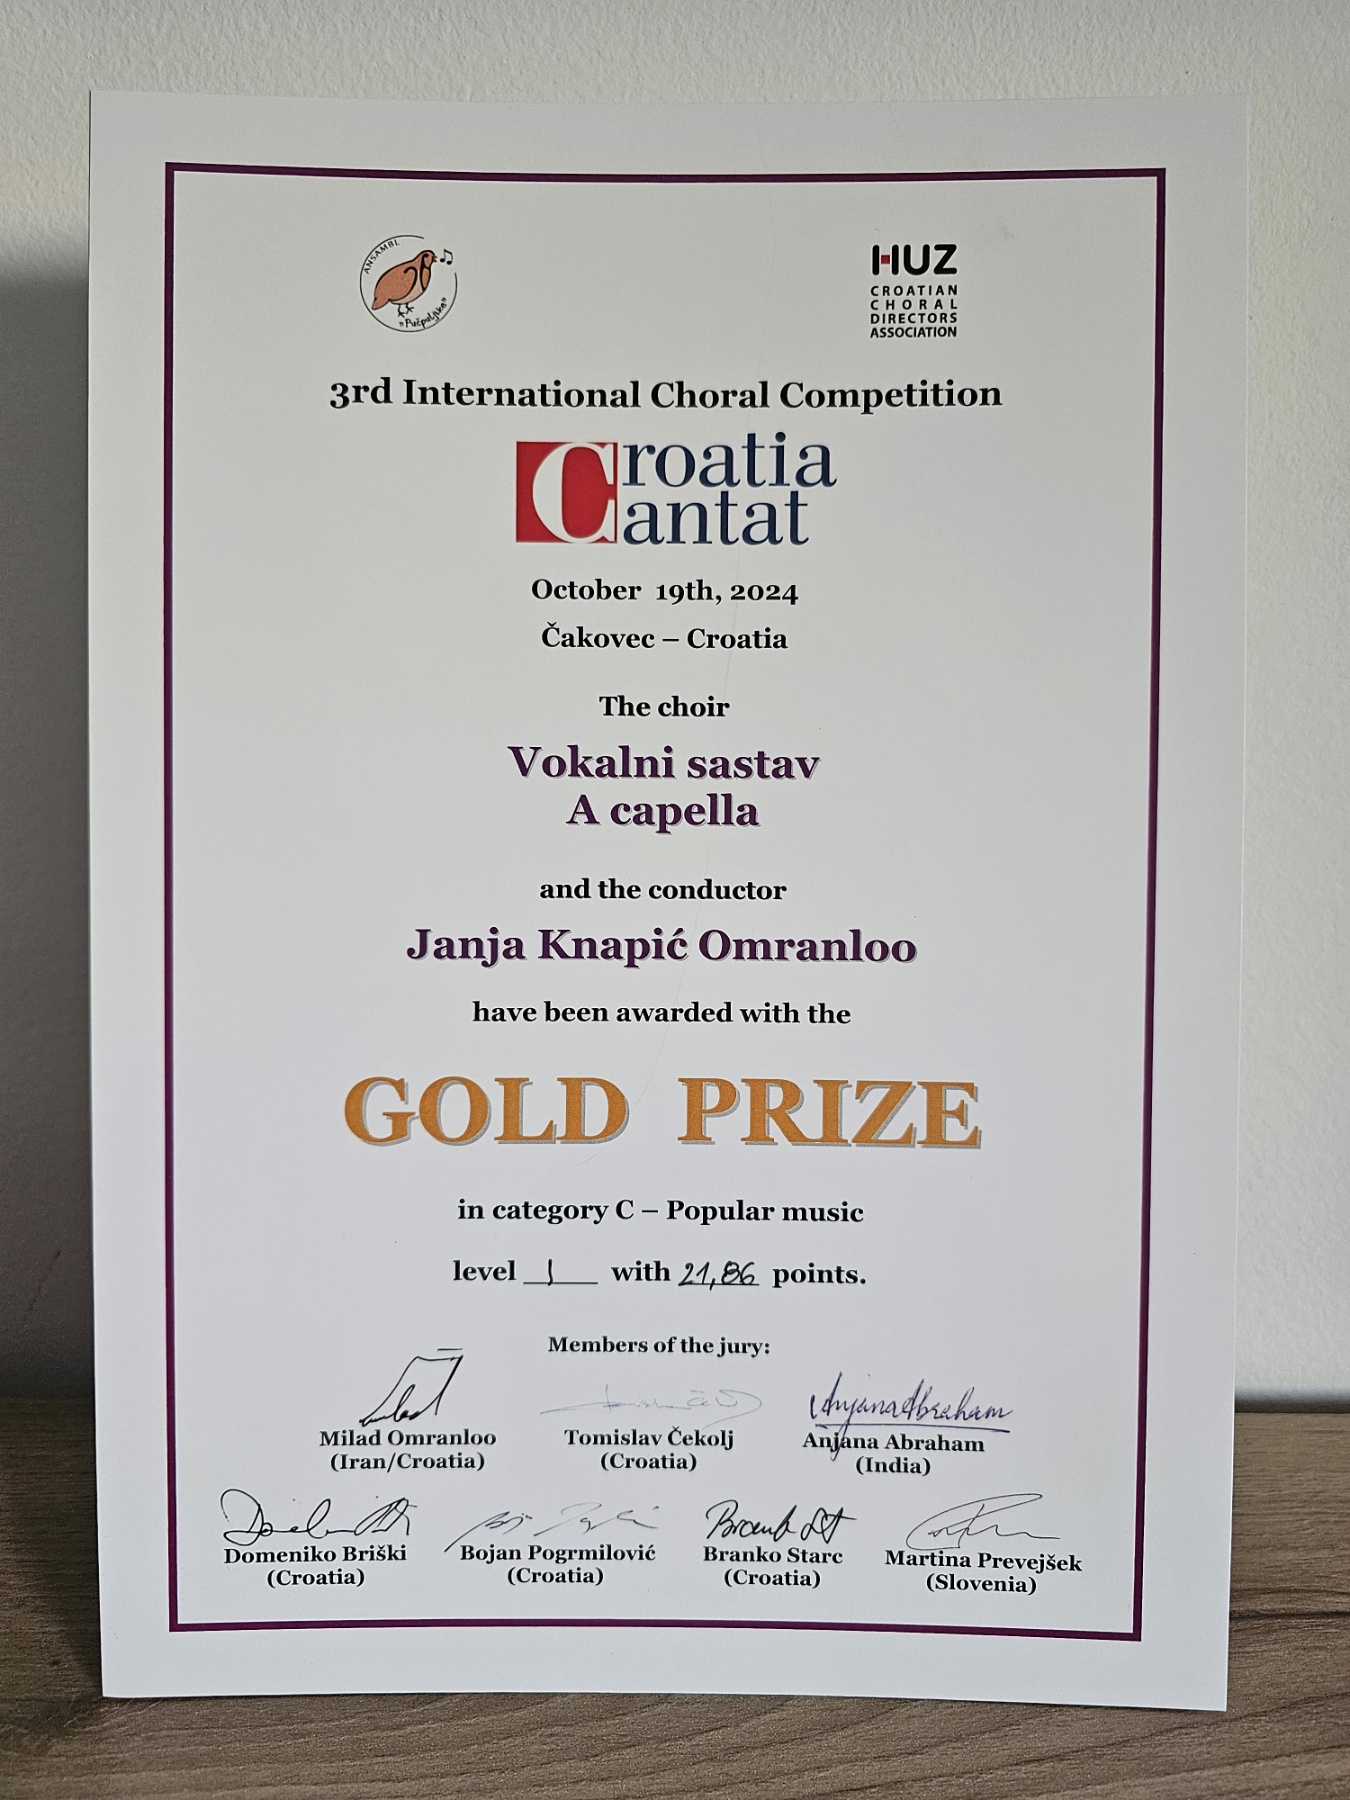 ANSAMBL
"Pučpuljice"
HUZ
CROATIAN
CHORAL
DIRECTORS
ASSOCIATION
3rd International Choral Competition
Croatia
Cantat
October 19th, 2024
Čakovec – Croatia
The choir
Vokalni sastav
A capella
and the conductor
Janja Knapić Omranloo
have been awarded with the
GOLD PRIZE
in category C – Popular music
level 1 with 21,86 points.
Members of the jury:
Anjana Abraham
Milad Omranloo Tomislav Čekolj Anjana Abraham
(Iran/Croatia) (Croatia) (India)
Domeniko Briški Bojan Pogrmilović Branko Starc Martina Prevejšek
(Croatia) (Croatia) (Croatia) (Slovenia)